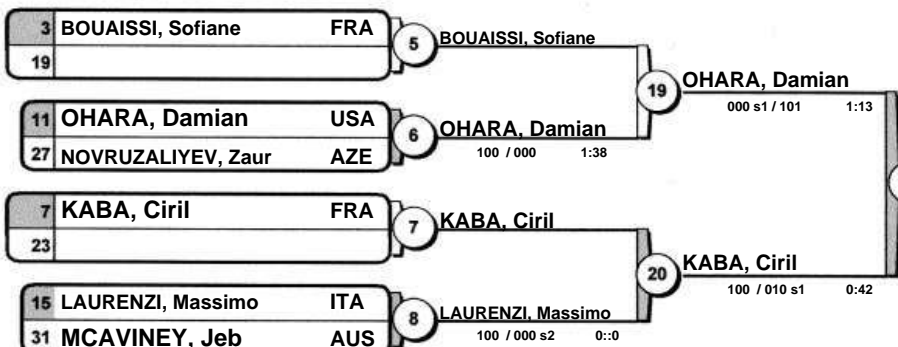 3 BOUAISSI, Sofiane FRA
19
5
BOUAISSI, Sofiane
11 OHARA, Damian USA
27 NOVRUZALIYEV, Zaur AZE
6
OHARA, Damian
100 / 000 1:38
19
OHARA, Damian
000 s1 / 101 1:13
7 KABA, Ciril FRA
23
7
KABA, Ciril
15 LAURENZI, Massimo ITA
31 MCAVINEY, Jeb AUS
8
LAURENZI, Massimo
100 / 000 s2 0::0
20
KABA, Ciril
100 / 010 s1 0:42